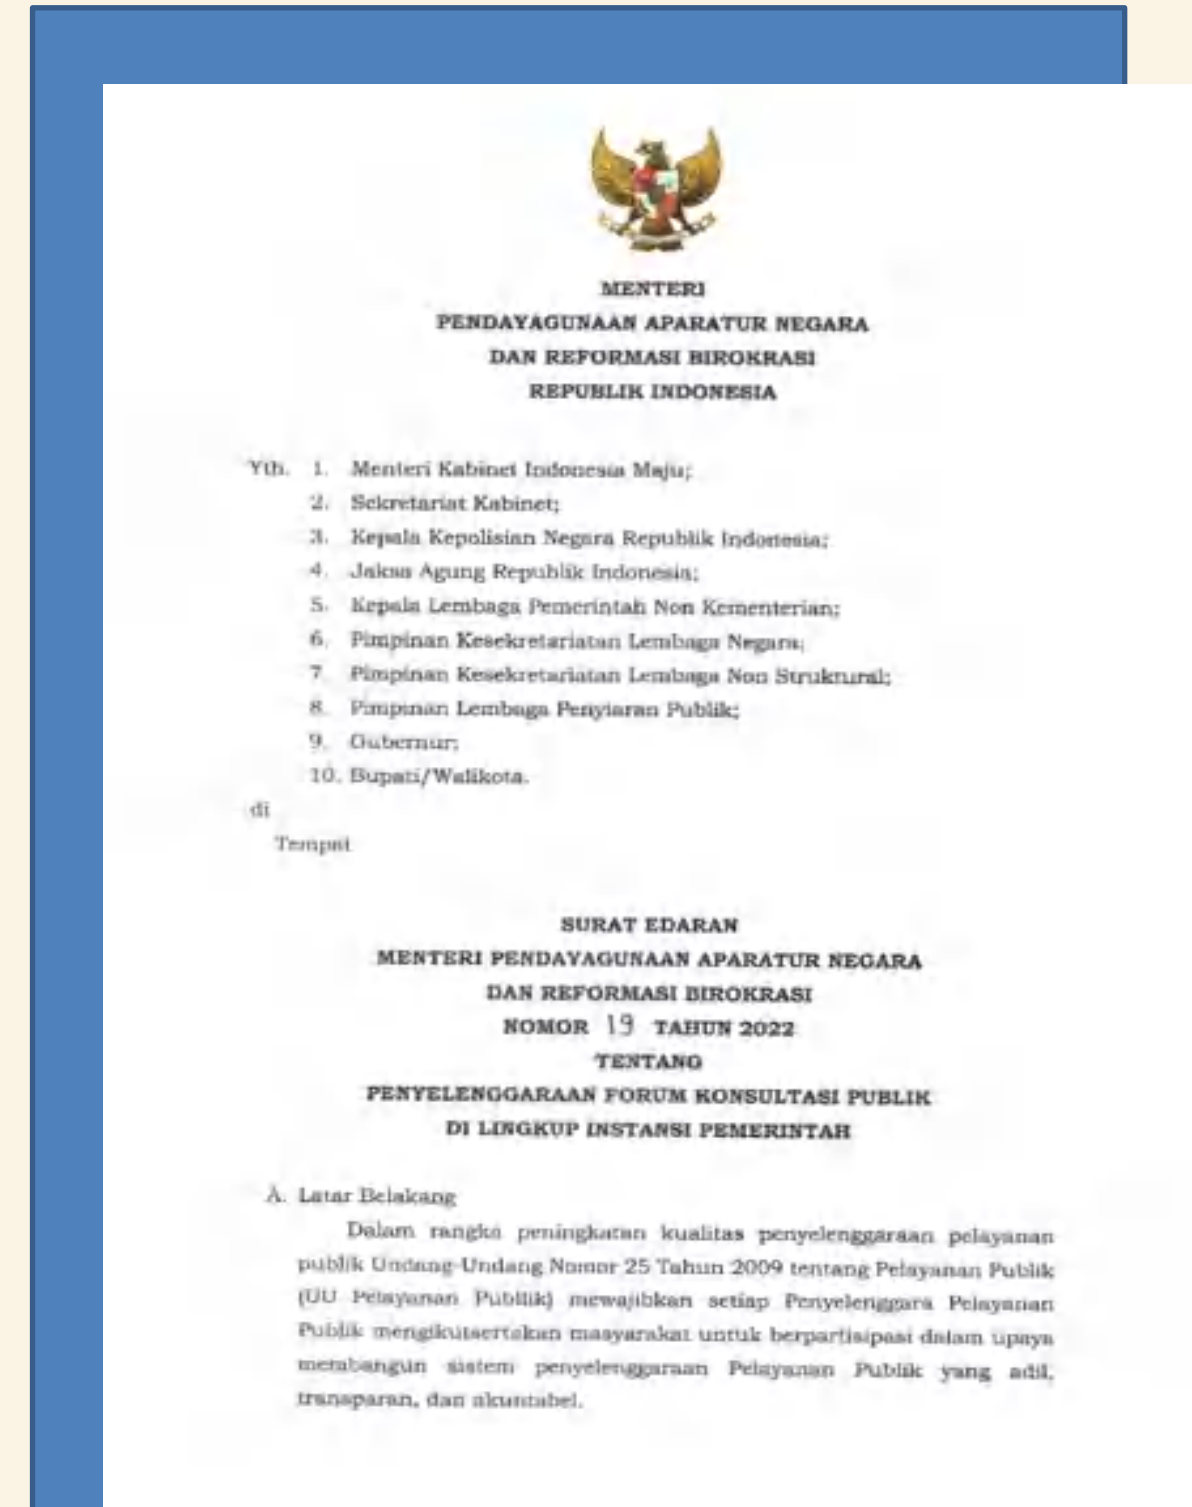 MENTERI
PENDAYAGUNAAN APARATUR NEGARA
DAN REFORMASI BIROKRASI
REPUBLIK INDONESIA
Yth. 1. Menteri Kabinet Indonesia Maju;
2. Sekretariat Kabinet;
3. Kepala Kepolisian Negara Republik Indonesia;
4. Jaksa Agung Republik Indonesia;
5. Kepala Lembaga Pemerintah Non Kementerian;
6. Pimpinan Kesekretariatan Lembaga Negara;
7. Pimpinan Kesekretariatan Lembaga Non Struktural;
8. Pimpinan Lembaga Penyiaran Publik;
9. Gubernur;
10. Bupati/Walikota.
di
Tempat
SURAT EDARAN
MENTERI PENDAYAGUNAAN APARATUR NEGARA
DAN REFORMASI BIROKRASI
NOMOR 19 TAHUN 2022
TENTANG
PENYELENGGARAAN FORUM KONSULTASI PUBLIK
DI LINGKUP INSTANSI PEMERINTAH
A. Latar Belakang
Dalam rangka peningkatan kualitas penyelenggaraan pelayanan
publik Undang-Undang Nomor 25 Tahun 2009 tentang Pelayanan Publik
(UU Pelayanan Publik) mewajibkan setiap Penyelenggara Pelayanan
Publik mengikutsertakan masyarakat untuk berpartisipasi dalam upaya
membangun sistem penyelenggaraan Pelayanan Publik yang adil,
transparan, dan akuntabel.